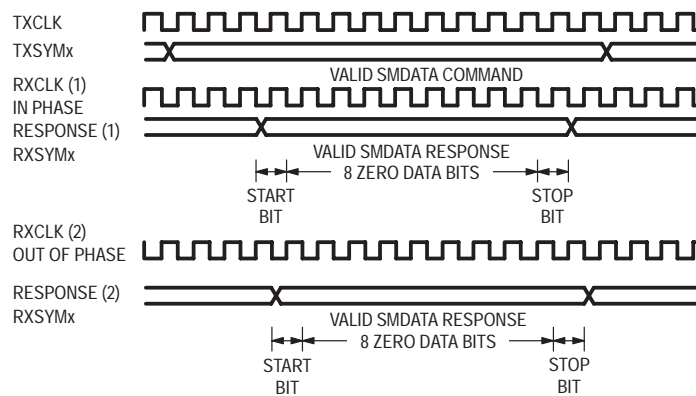 TXCLK
TXSYMx
VALID SMDATA COMMAND
RXCLK (1)
IN PHASE
RESPONSE (1)
RXSYMx
VALID SMDATA RESPONSE
8 ZERO DATA BITS
START
BIT
STOP
BIT
RXCLK (2)
OUT OF PHASE
RESPONSE (2)
RXSYMx
VALID SMDATA RESPONSE
8 ZERO DATA BITS
START
BIT
STOP
BIT